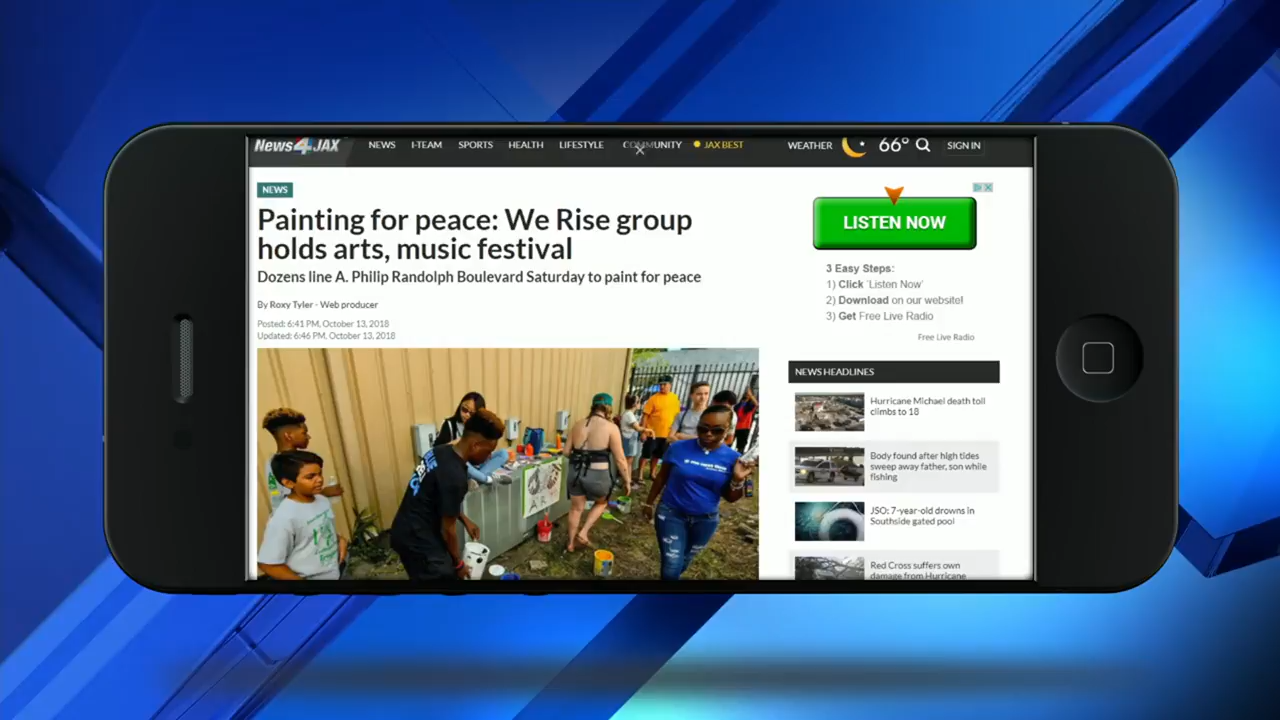 News4JAX
NEWS
I-TEAM
SPORTS
HEALTH
LIFESTYLE
COMMUNITY
JAX BEST
WEATHER
66°
SIGN IN
NEWS
Painting for peace: We Rise group
holds arts, music festival
Dozens line A. Philip Randolph Boulevard Saturday to paint for peace
By Roxy Tyler - Web producer
Posted: 6:41 PM, October 13, 2018
Updated: 6:46 PM, October 13, 2018
LISTEN NOW
3 Easy Steps:
1) Click 'Listen Now'
2) Download on our website!
3) Get Free Live Radio
Free Live Radio
NEWS HEADLINES
Hurricane Michael death toll
climbs to 18
Body found after high tides
sweep away father, son while
fishing
JSO: 7-year-old drowns in
Southside gated pool
Red Cross suffers own
damage from Hurricane